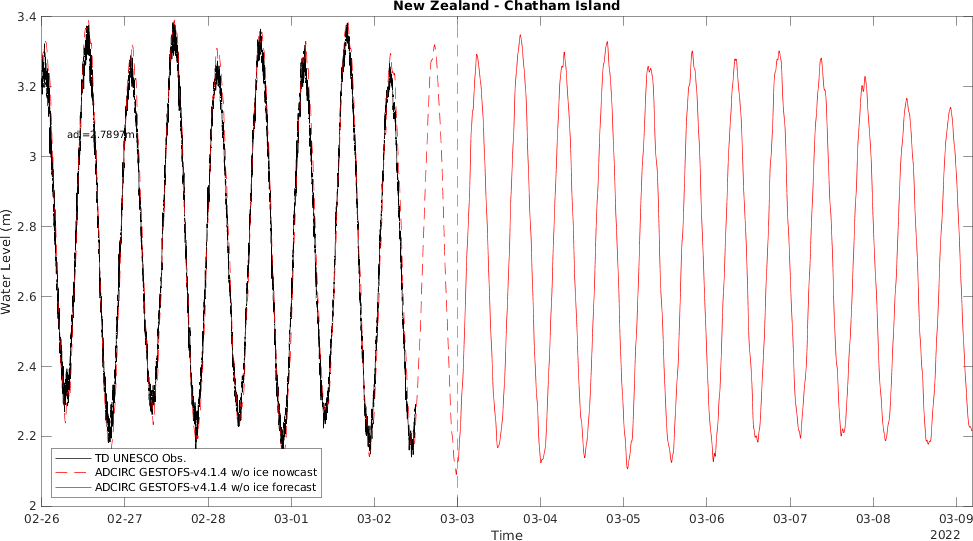 New Zealand - Chatham Island
3.4
3.2
3
2.8
2.6
2.4
2.2
2
Water Level (m)
adj=2.7897m
TD UNESCO Obs.
ADCIRC GESTOFS-v4.1.4 w/o ice nowcast
ADCIRC GESTOFS-v4.1.4 w/o ice forecast
02-26 02-27 02-28 03-01 03-02 03-03 03-04 03-05 03-06 03-07 03-08 03-09
Time
2022